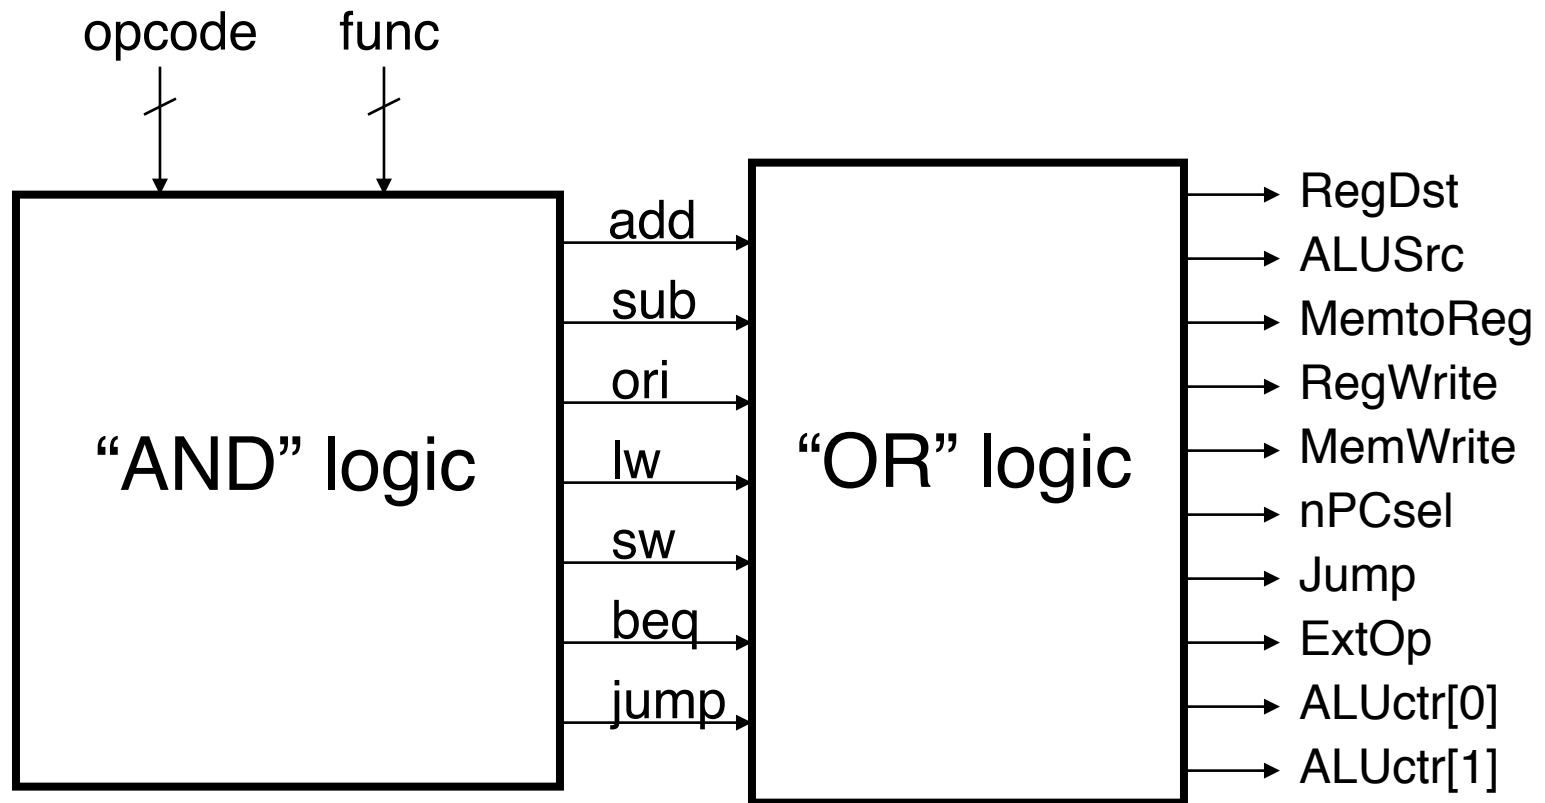 opcode func
add
sub
ori
lw
sw
beq
jump
“AND” logic
“OR” logic
RegDst
ALUSrc
MemtoReg
RegWrite
MemWrite
nPCsel
Jump
ExtOp
ALUctr[0]
ALUctr[1]